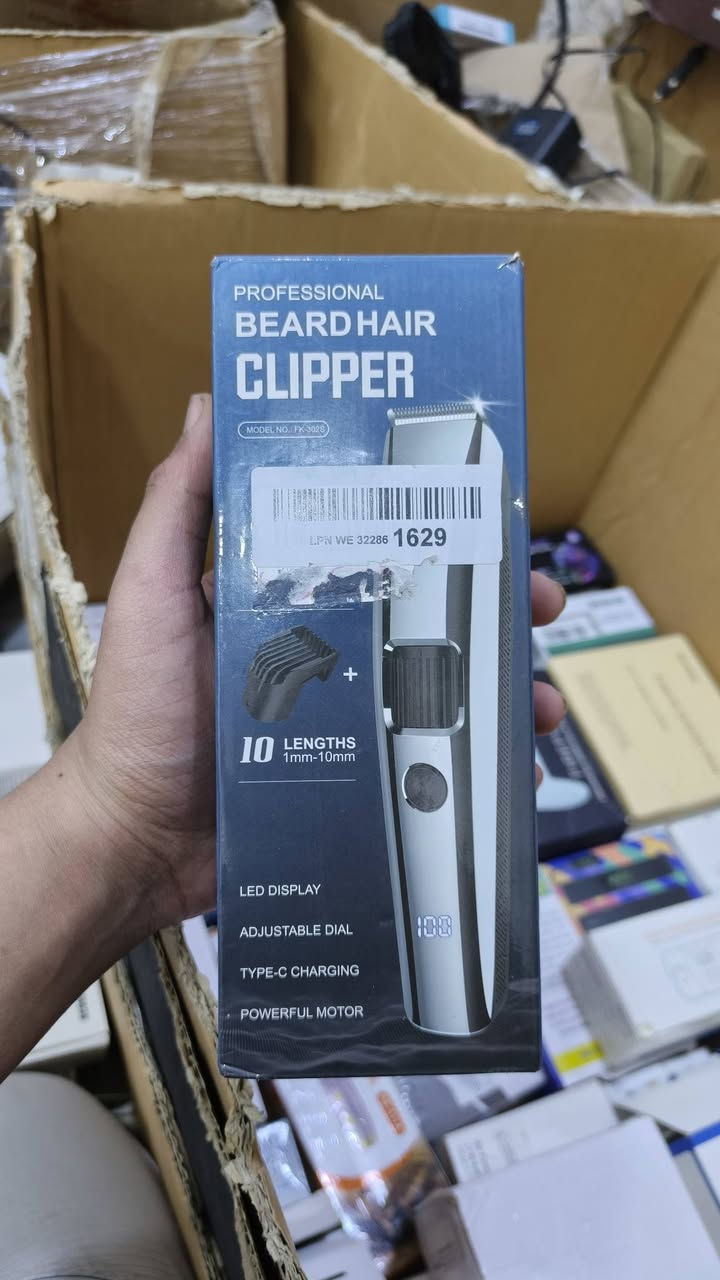 PROFESSIONAL
BEARD HAIR
CLIPPER
MODEL NO.: FK-302S
LPN WE 32286 1629
+
10 LENGTHS
1mm-10mm
LED DISPLAY
ADJUSTABLE DIAL
TYPE-C CHARGING
POWERFUL MOTOR
100